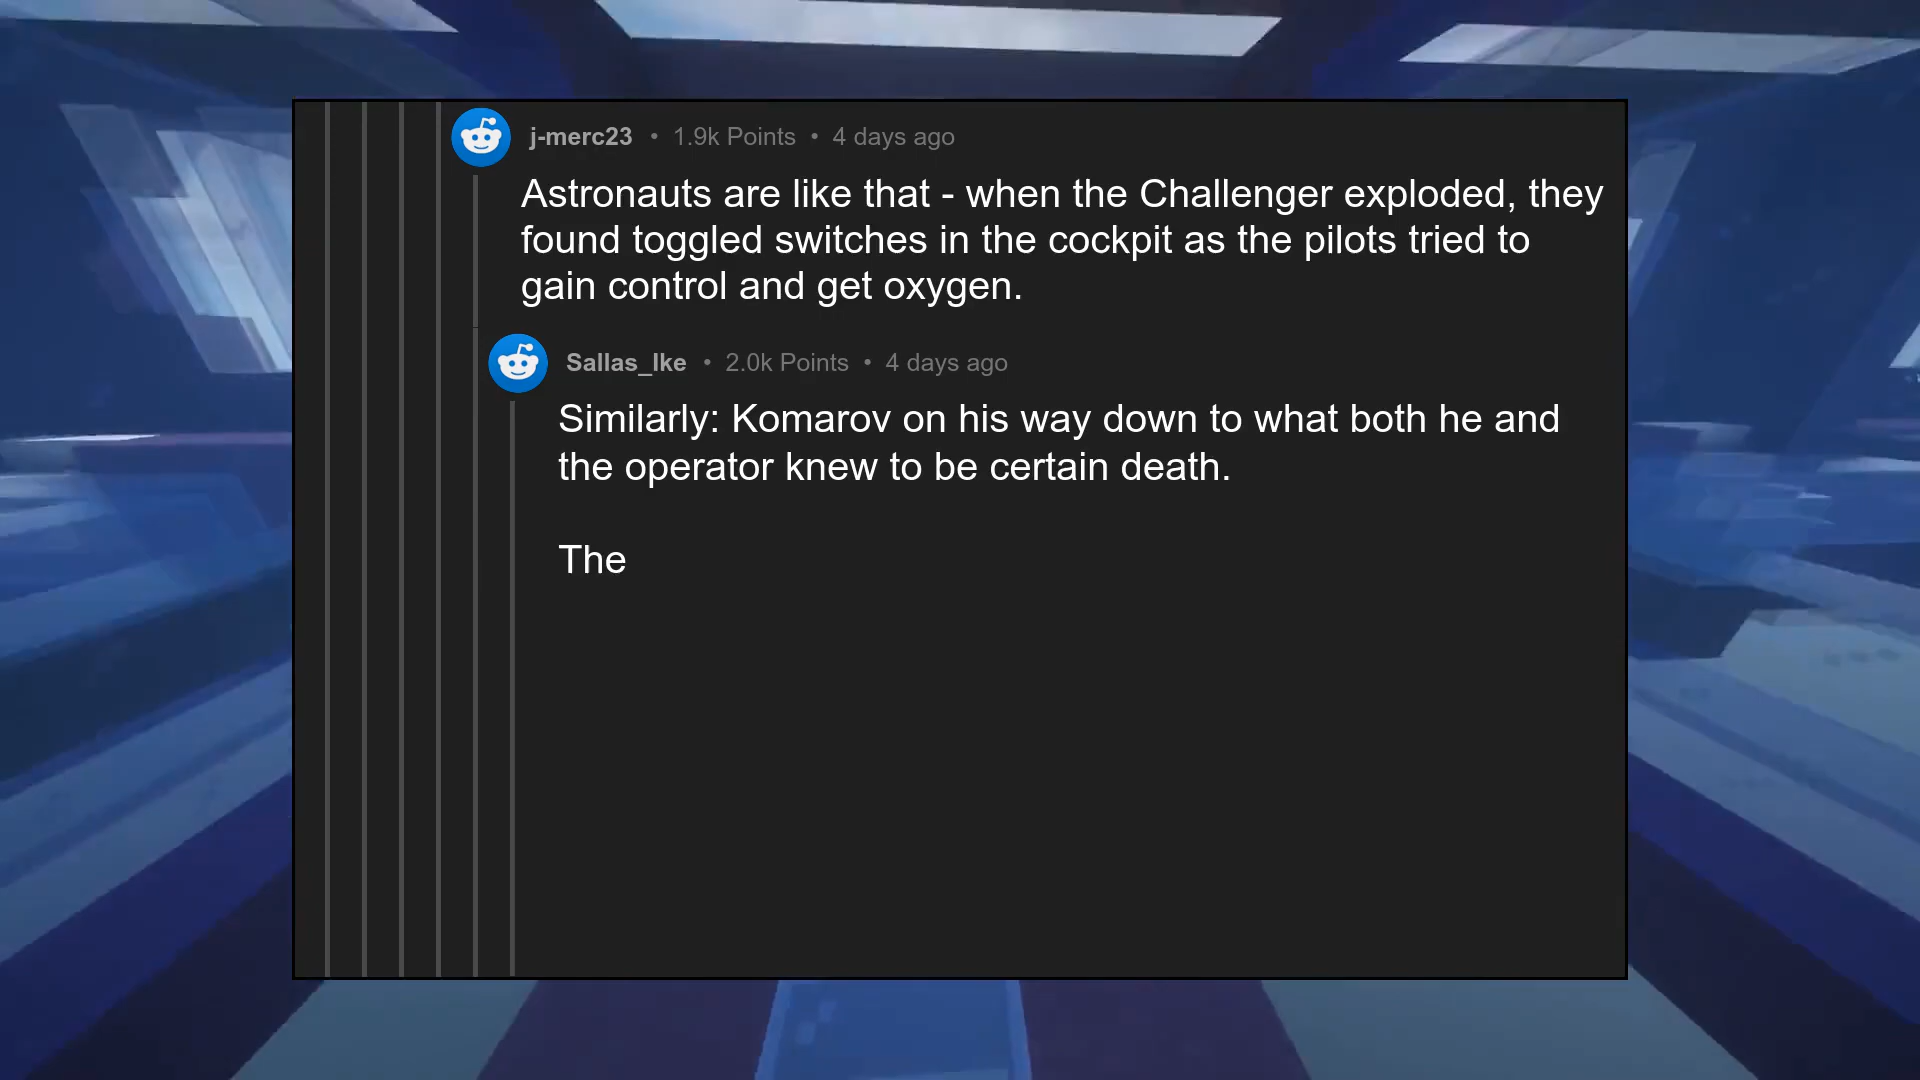 j-merc23 • 1.9k Points • 4 days ago
Astronauts are like that - when the Challenger exploded, they
found toggled switches in the cockpit as the pilots tried to
gain control and get oxygen.
Sallas_Ike • 2.0k Points • 4 days ago
Similarly: Komarov on his way down to what both he and
the operator knew to be certain death.
The